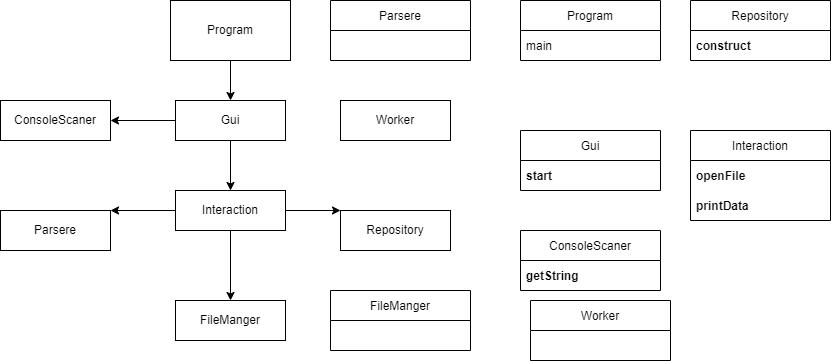 Program
Parsere
Program
main
Repository
construct
ConsoleScaner
Gui
Worker
Gui
start
Interaction
openFile
printData
Parsere
Interaction
Repository
ConsoleScaner
getString
FileManger
FileManger
Worker